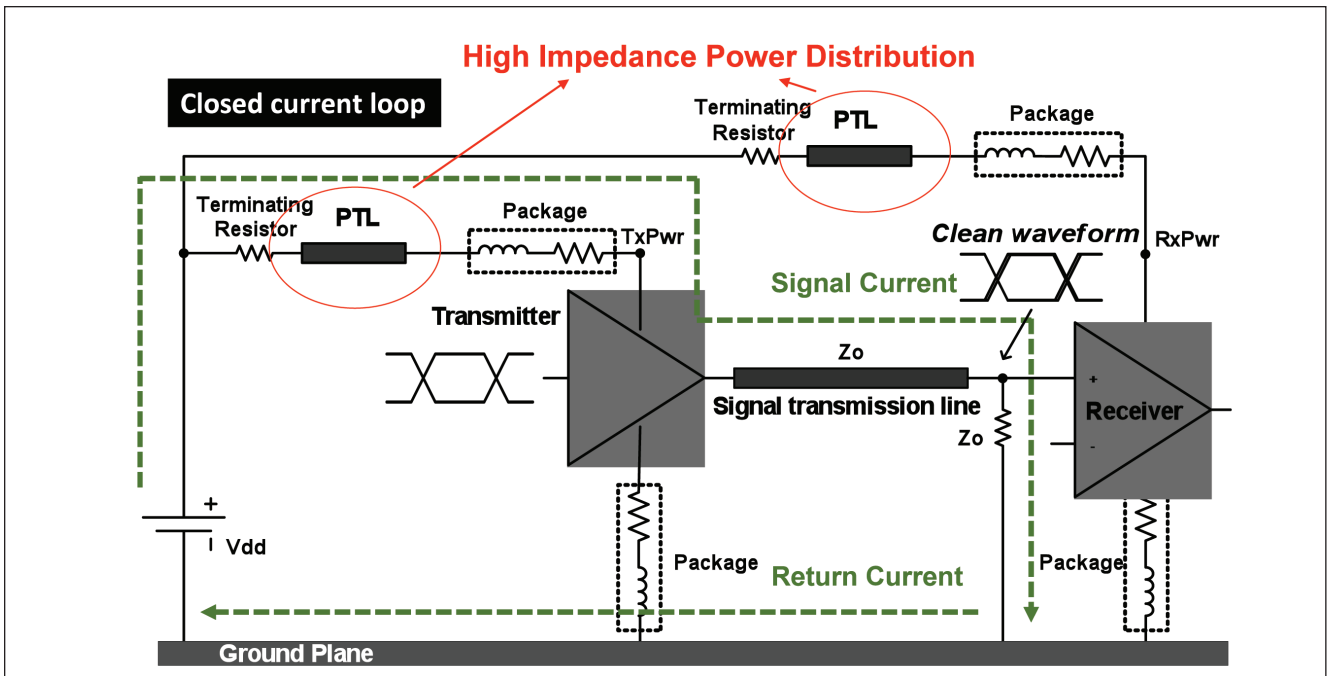 High Impedance Power Distribution
Closed current loop
Terminating
Resistor
PTL
Package
Terminating
Resistor
PTL
Package
TxPwr
Clean waveform
RxPwr
Signal Current
Transmitter
Zo
Signal transmission line
Zo
+
Receiver
-
+
Vdd
Package
Return Current
Package
Ground Plane